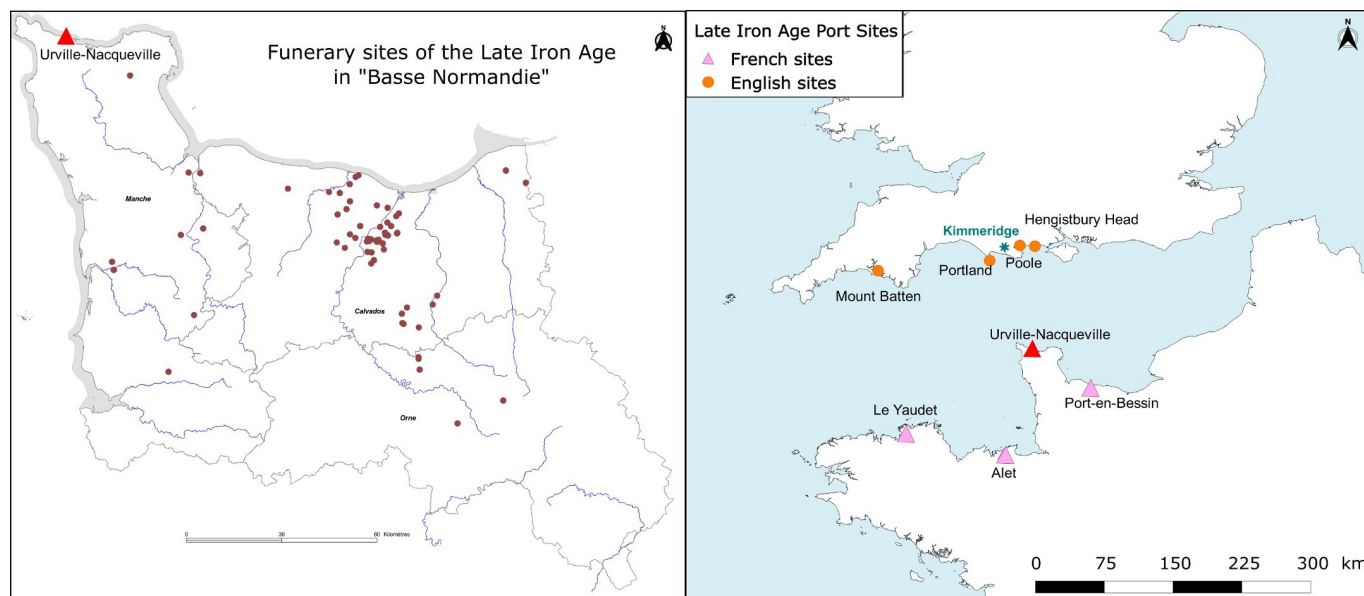 N
Urville-Nacqueville
Funerary sites of the Late Iron Age
in "Basse Normandie"
Manche
Calvados
Orne
0 30 60 Kilomètres
Late Iron Age Port Sites
French sites
English sites
N
Hengistbury Head
Kimmeridge
Portland
Poole
Mount Batten
Urville-Nacqueville
Port-en-Bessin
Le Yaudet
Alet
0 75 150 225 300 km